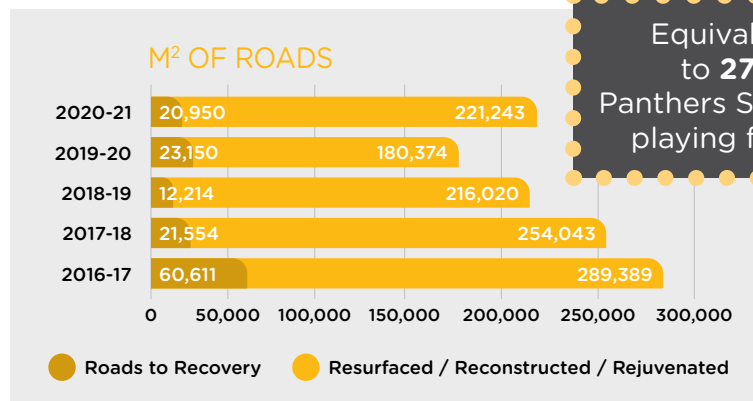 Equival
to 27
Panthers S
playing f
M² OF ROADS
2020-21 20,950 221,243
2019-20 23,150 180,374
2018-19 12,214 216,020
2017-18 21,554 254,043
2016-17 60,611 289,389
0 50,000 100,000 150,000 200,000 250,000 300,000
Roads to Recovery Resurfaced / Reconstructed / Rejuvenated